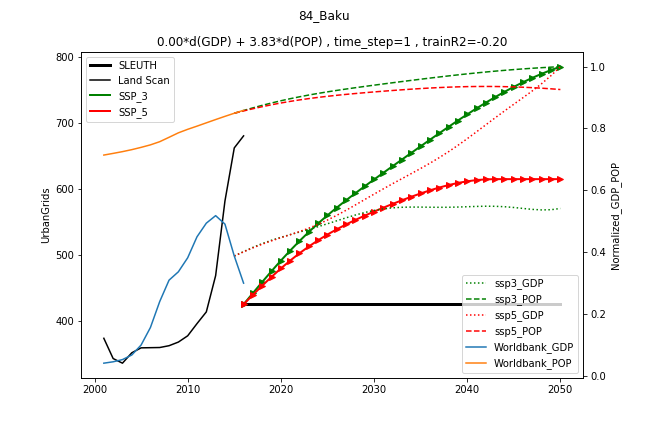 84_Baku
0.00*d(GDP) + 3.83*d(POP) , time_step=1 , trainR2=-0.20
SLEUTH
Land Scan
SSP_3
SSP_5
800
700
600
500
400
UrbanGrids
1.0
0.8
0.6
0.4
0.2
0.0
Normalized_GDP_POP
ssp3_GDP
ssp3_POP
ssp5_GDP
ssp5_POP
Worldbank_GDP
Worldbank_POP
2000
2010
2020
2030
2040
2050